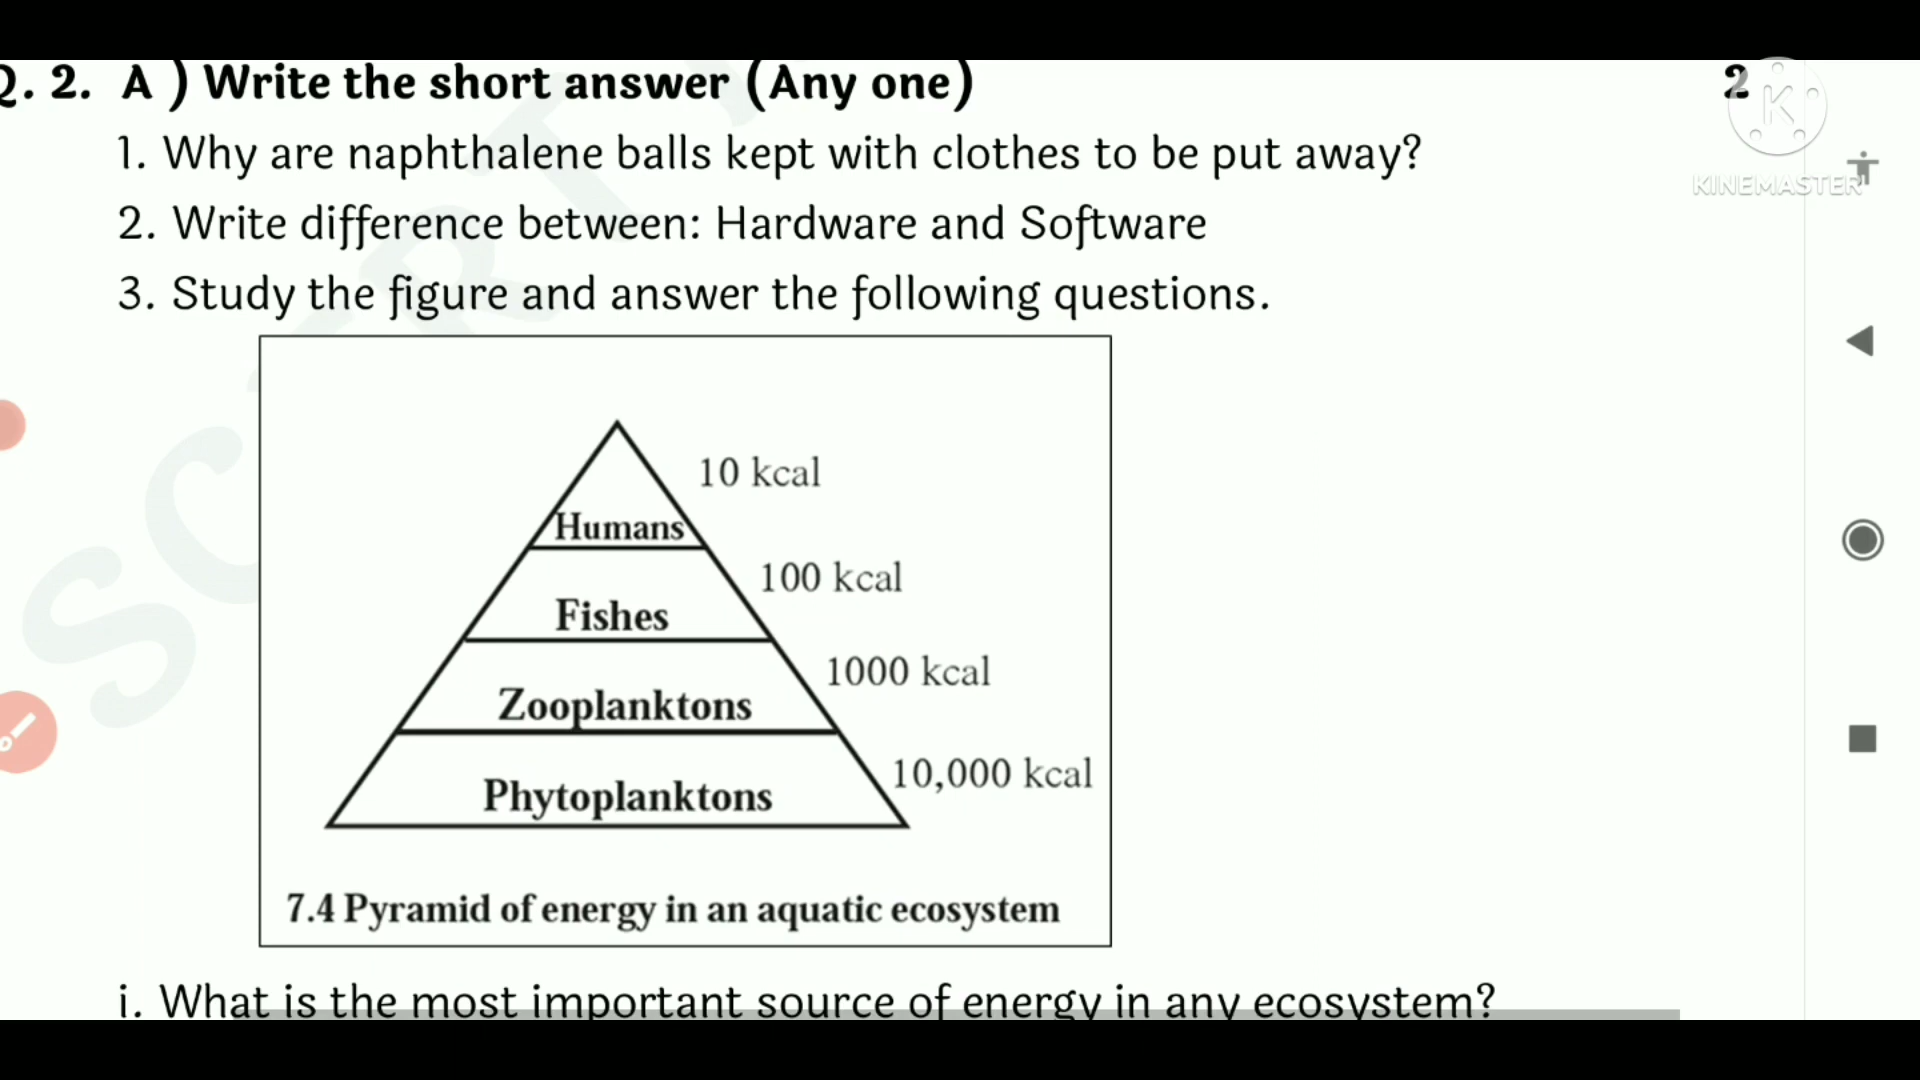 Q. 2. A ) Write the short answer (Any one) 2
1. Why are naphthalene balls kept with clothes to be put away?
KINEMASTER
2. Write difference between: Hardware and Software
3. Study the figure and answer the following questions.
10 kcal
Humans
100 kcal
Fishes
1000 kcal
Zooplanktons
10,000 kcal
Phytoplanktons
7.4 Pyramid of energy in an aquatic ecosystem
i. What is the most important source of energy in any ecosystem?